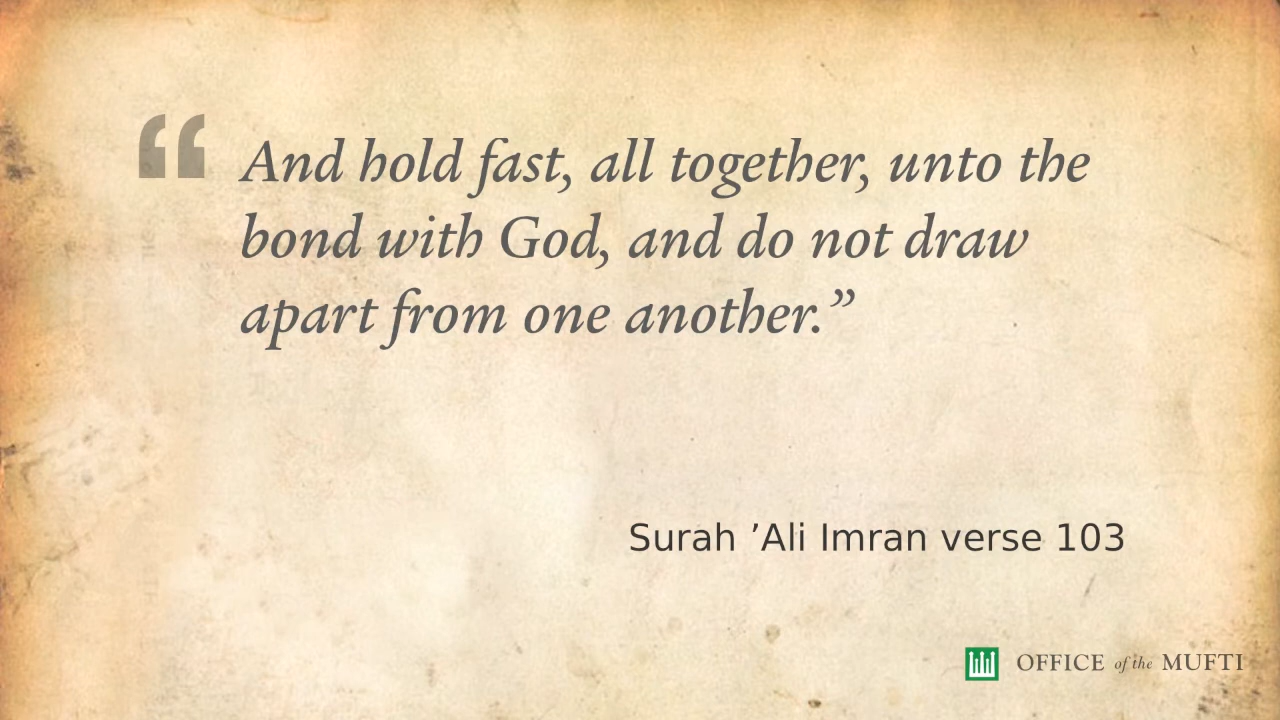 “ And hold fast, all together, unto the
bond with God, and do not draw
apart from one another.”
Surah ’Ali Imran verse 103
OFFICE of the MUFTI